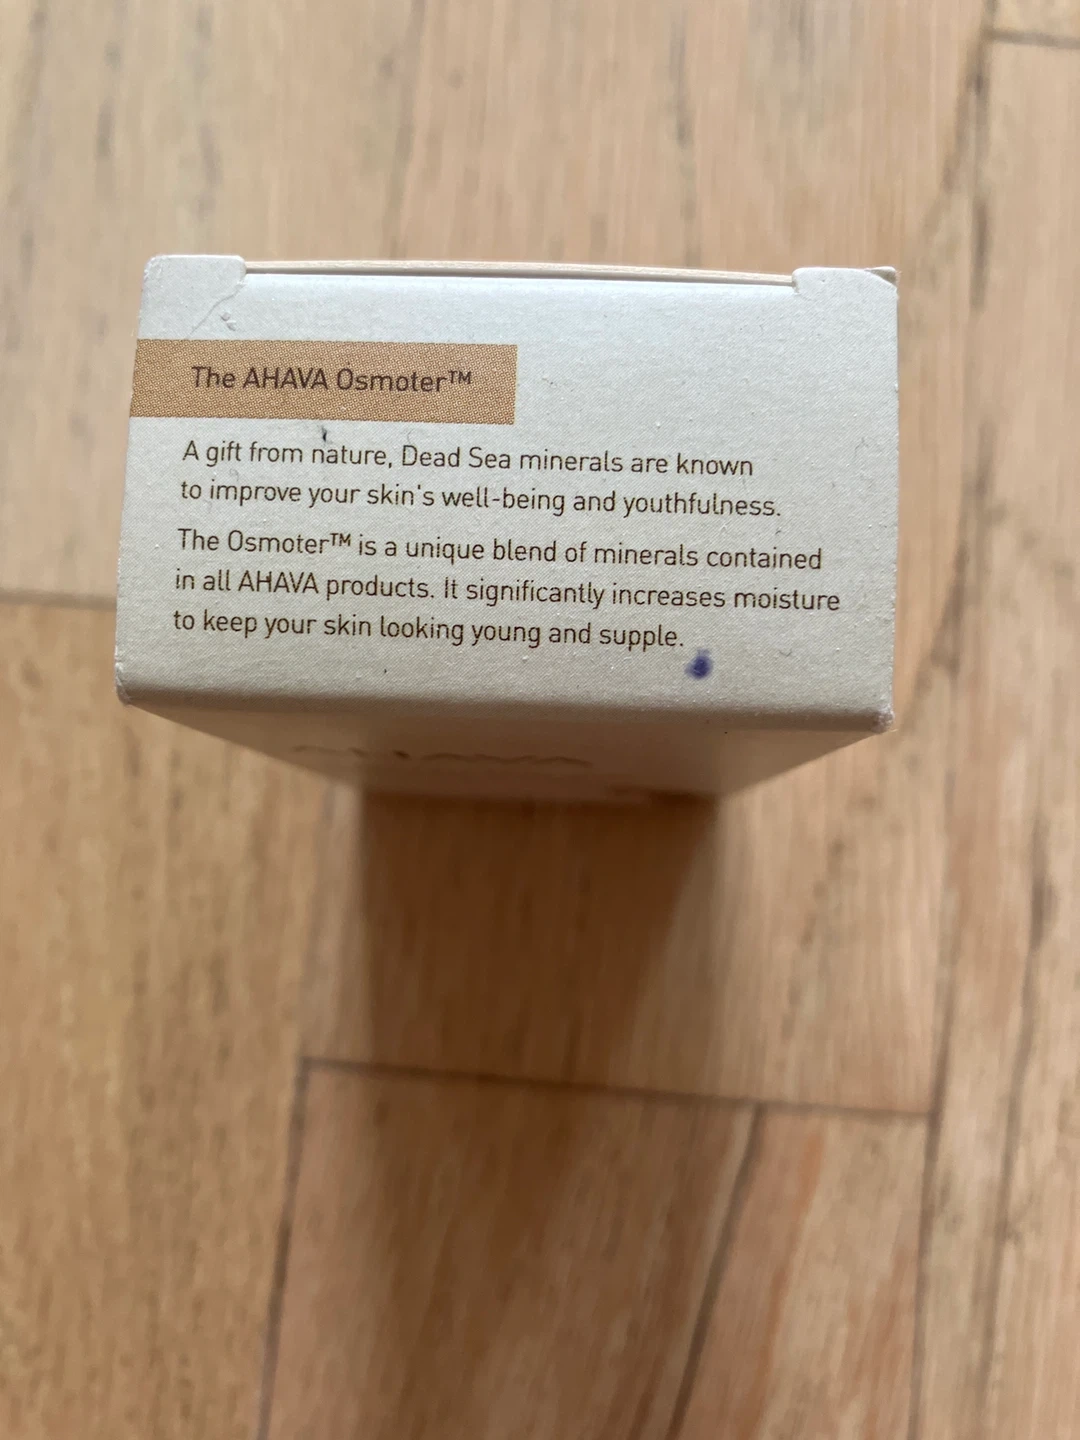 The AHAVA Osmoter™
A gift from nature, Dead Sea minerals are known
to improve your skin's well-being and youthfulness.
The Osmoter™ is a unique blend of minerals contained
in all AHAVA products. It significantly increases moisture
to keep your skin looking young and supple.
AHAVA